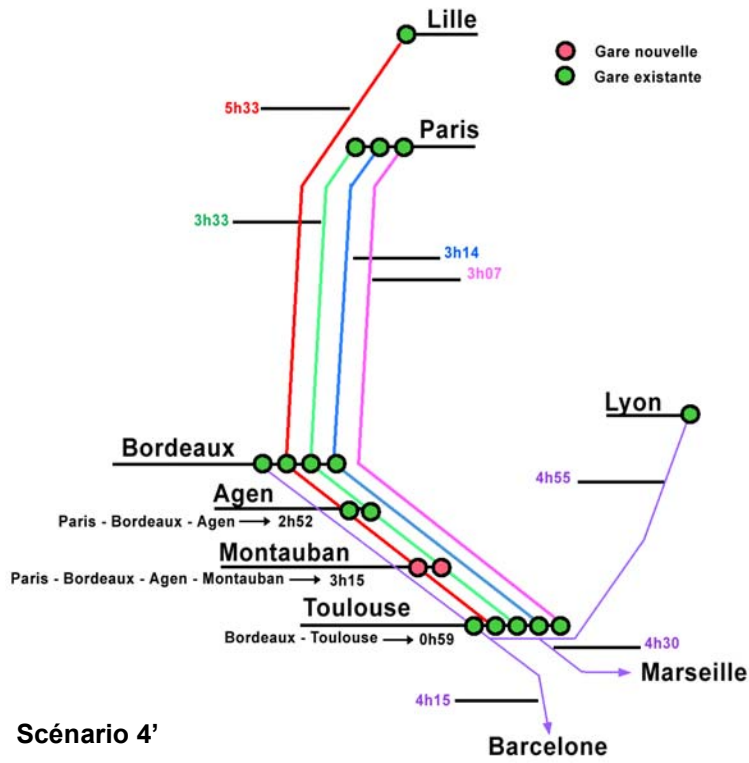 Lille
Gare nouvelle
Gare existante
5h33
Paris
3h33
3h14
3h07
Lyon
Bordeaux
4h55
Agen
Paris - Bordeaux - Agen → 2h52
Montauban
Paris - Bordeaux - Agen - Montauban → 3h15
Toulouse
Bordeaux - Toulouse → 0h59
4h30
Marseille
4h15
Scénario 4’
Barcelone